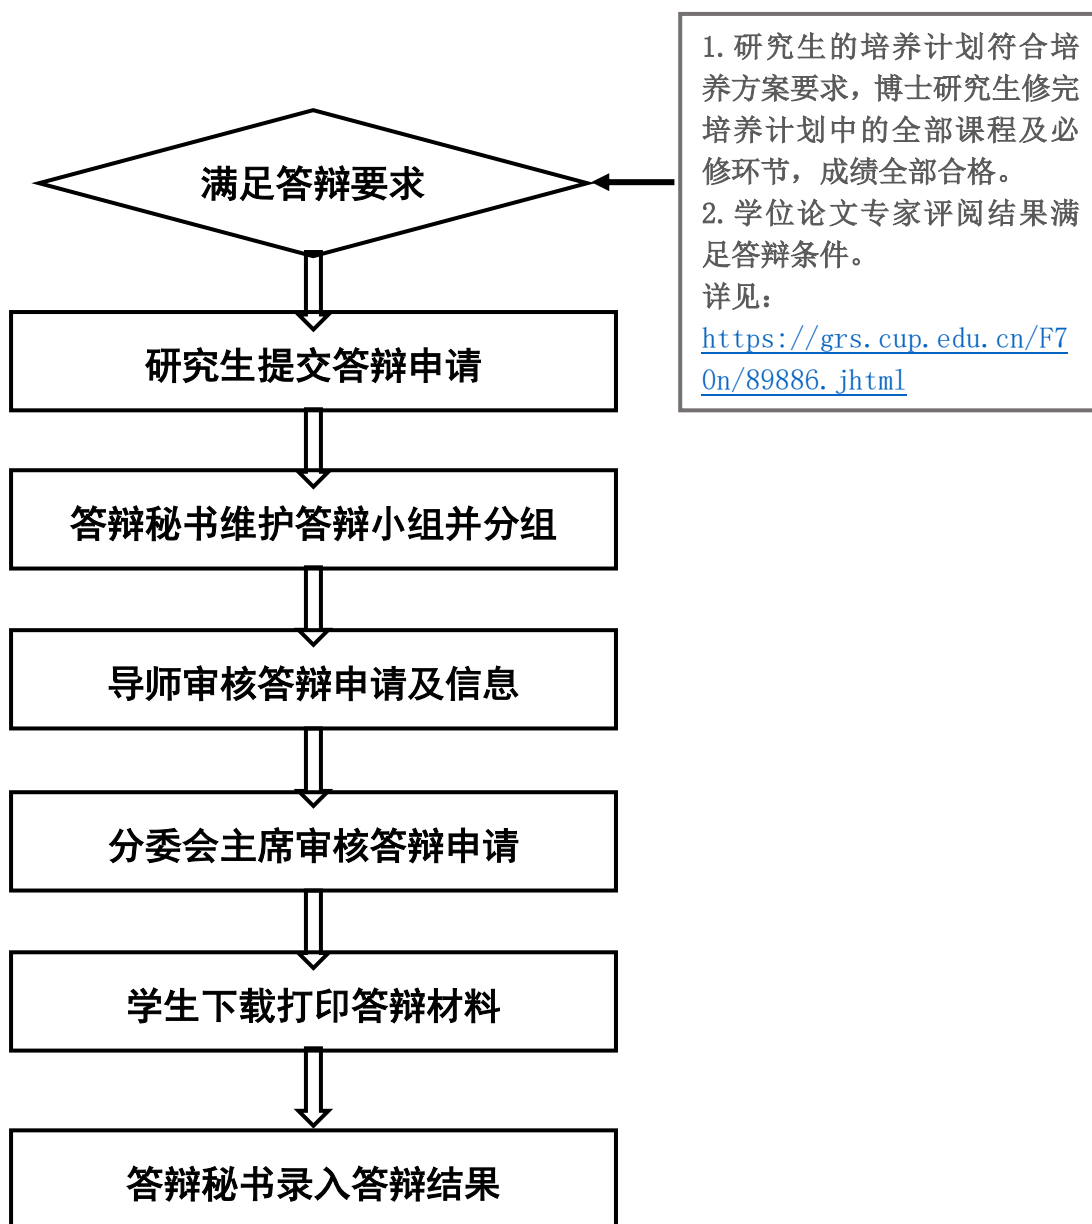 满足答辩要求
1. 研究生的培养计划符合培
养方案要求，博士研究生修完
培养计划中的全部课程及必
修环节，成绩全部合格。
2. 学位论文专家评阅结果满
足答辩条件。
详见：
https://grs.cup.edu.cn/F7
0n/89886.jhtml
研究生提交答辩申请
答辩秘书维护答辩小组并分组
导师审核答辩申请及信息
分委会主席审核答辩申请
学生下载打印答辩材料
答辩秘书录入答辩结果